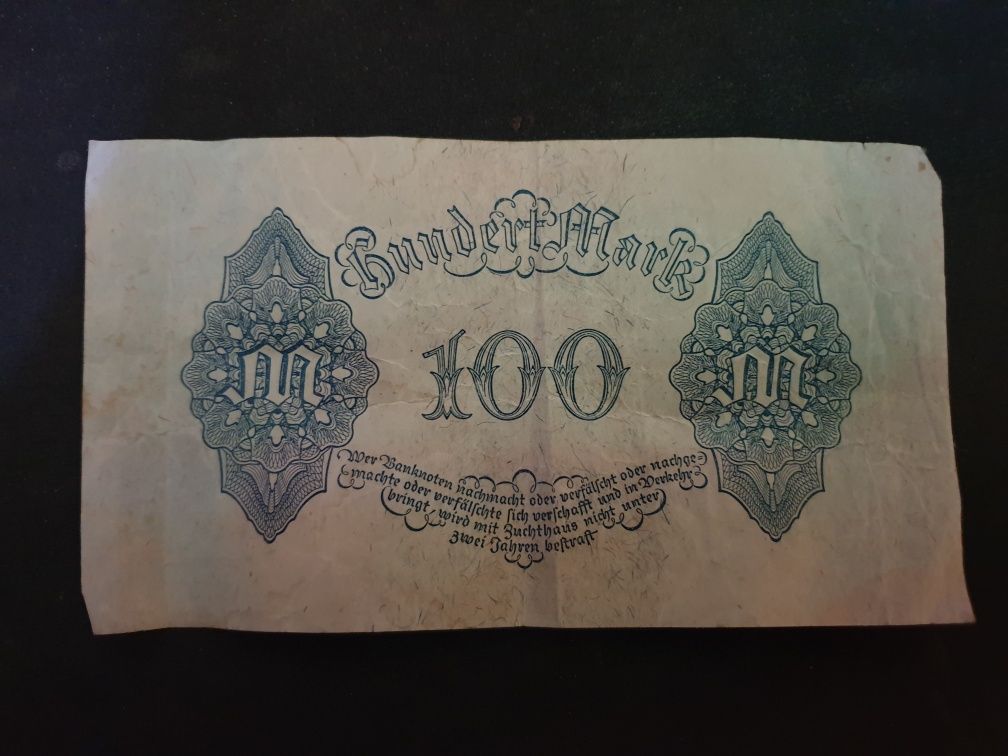 Hundert Mark
M
100
M
Wer Banknoten nachmacht oder verfälscht oder nachge-
machte oder verfälschte sich verschafft und in Verkehr
bringt, wird mit Zuchthaus nicht unter
zwei Jahren bestraft